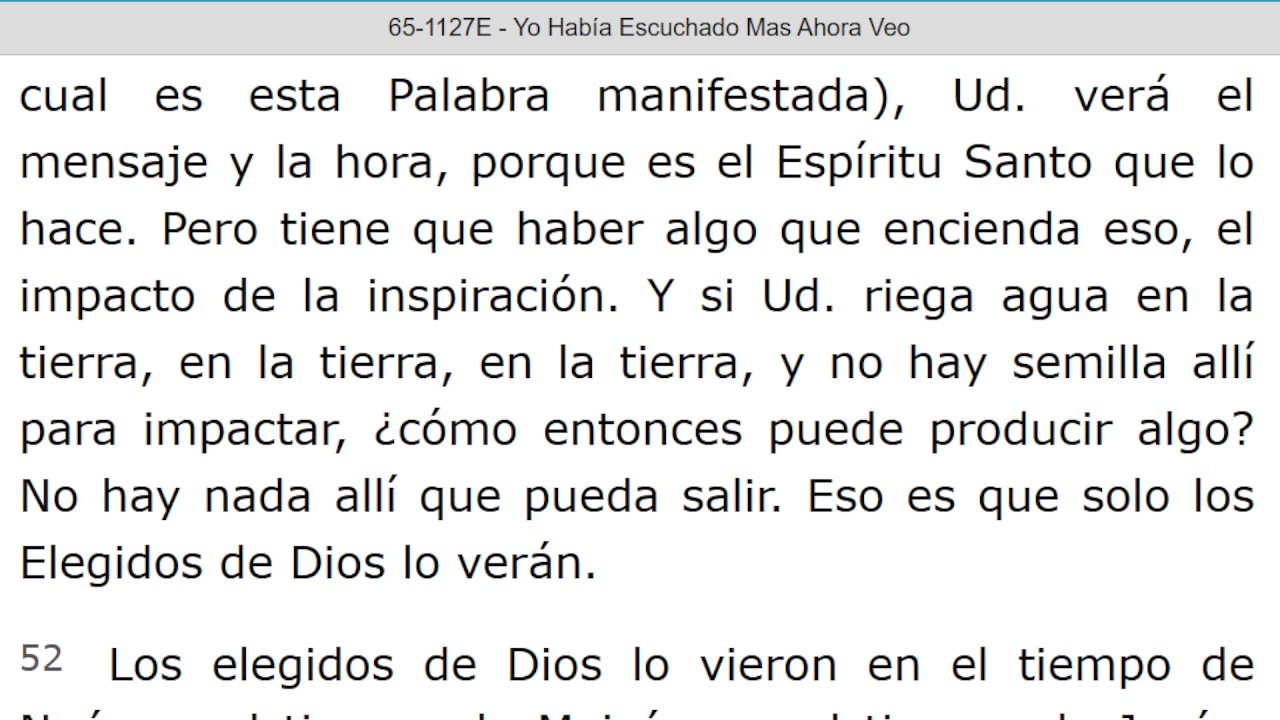 65-1127E - Yo Había Escuchado Mas Ahora Veo
cual es esta Palabra manifestada), Ud. verá el
mensaje y la hora, porque es el Espíritu Santo que lo
hace. Pero tiene que haber algo que encienda eso, el
impacto de la inspiración. Y si Ud. riega agua en la
tierra, en la tierra, en la tierra, y no hay semilla allí
para impactar, ¿cómo entonces puede producir algo?
No hay nada allí que pueda salir. Eso es que solo los
Elegidos de Dios lo verán.
52 Los elegidos de Dios lo vieron en el tiempo de